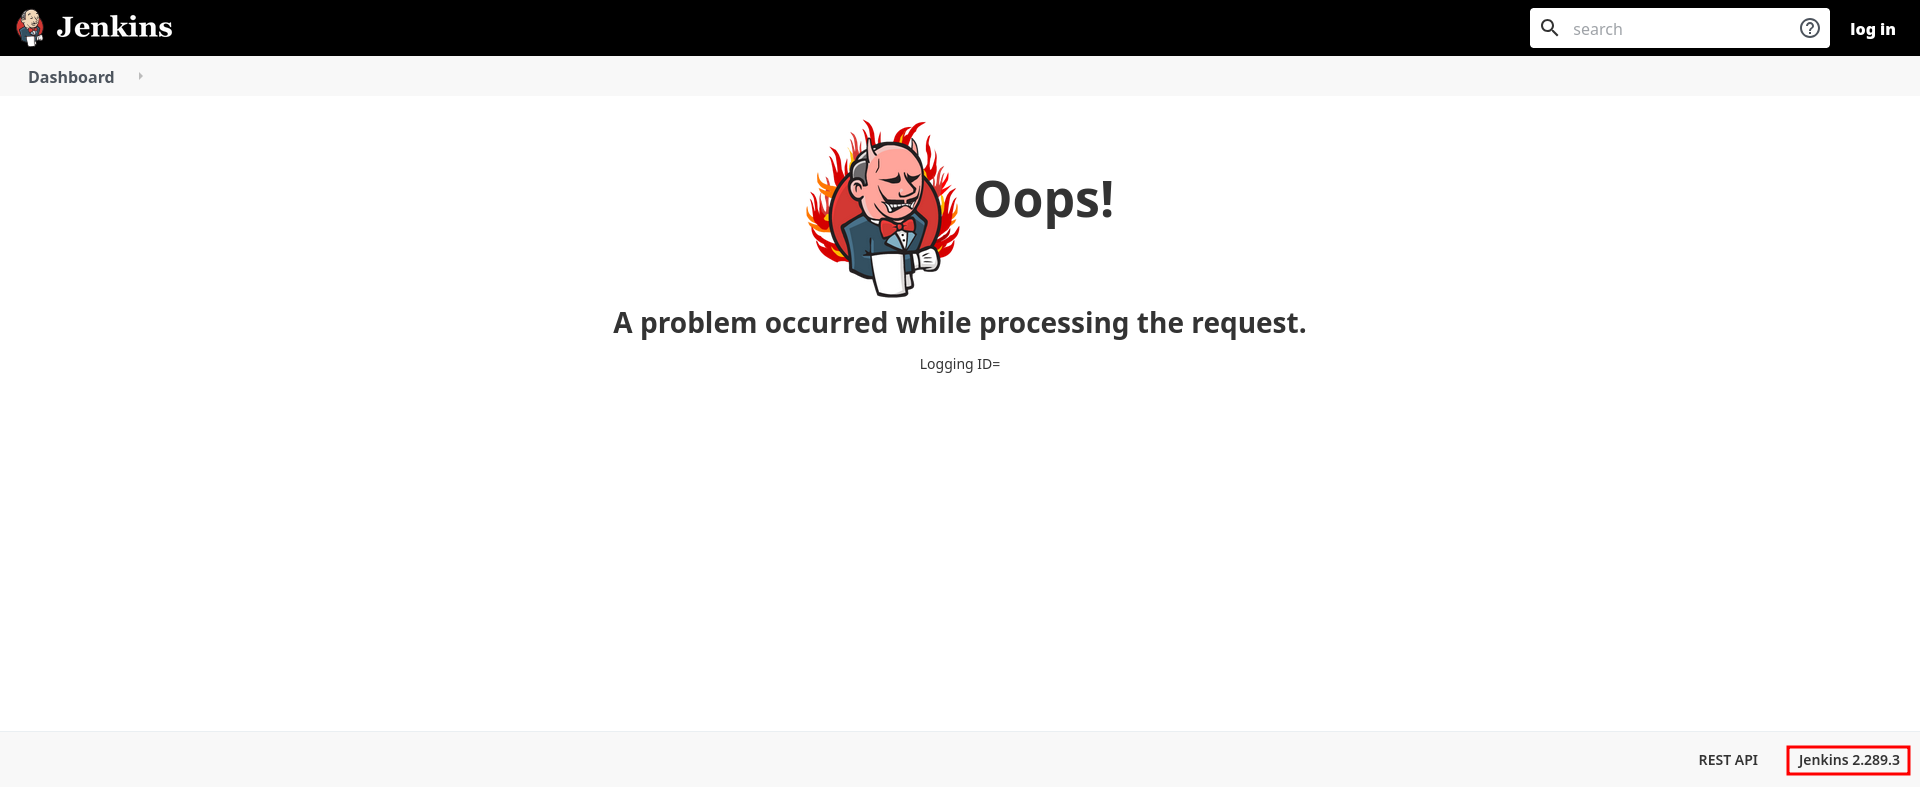 Jenkins
search
log in
Dashboard
Oops!
A problem occurred while processing the request.
Logging ID=
REST API
Jenkins 2.289.3